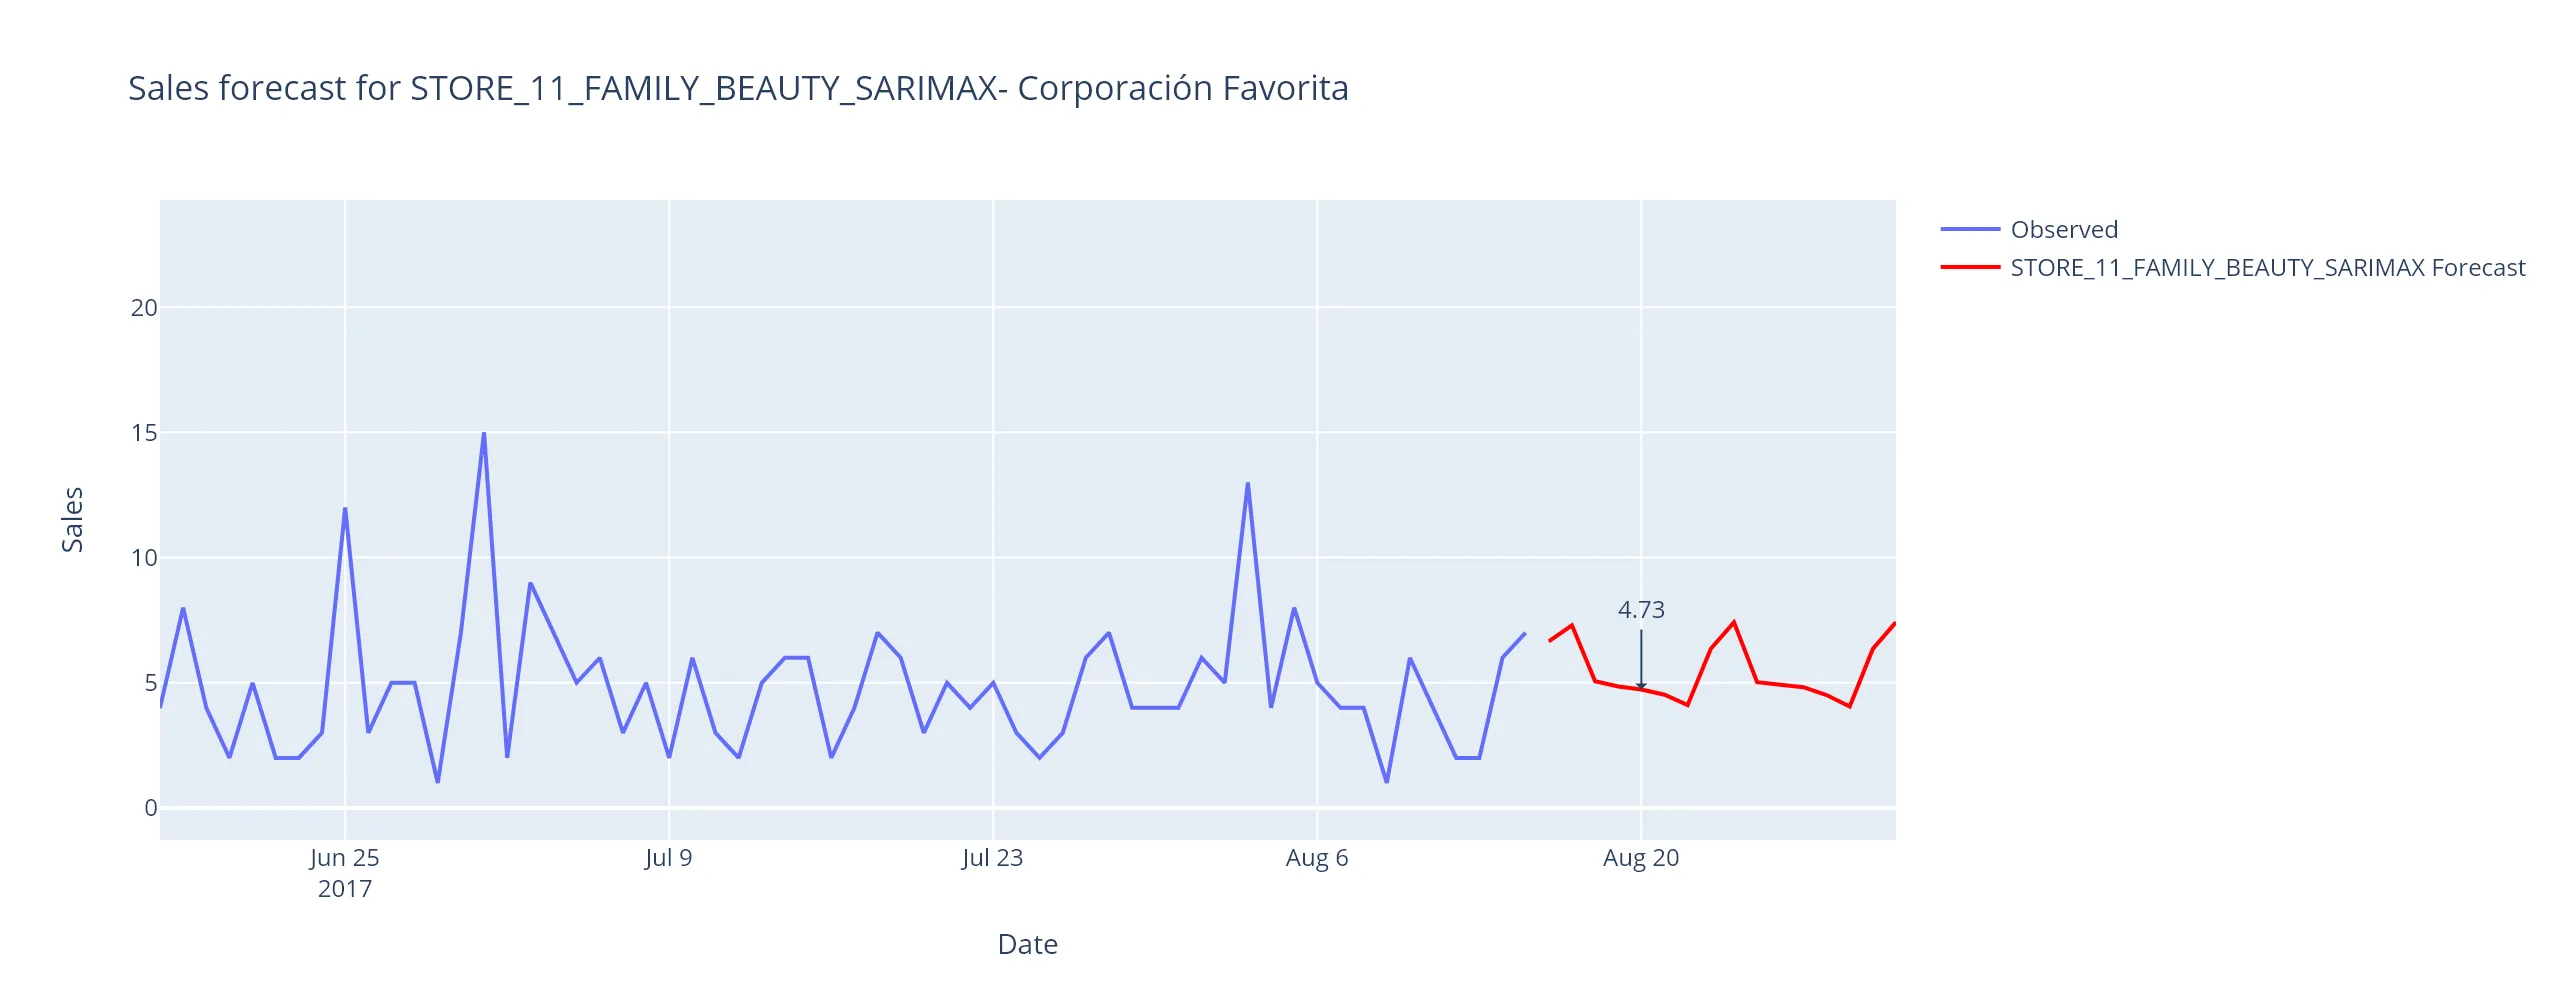 Sales forecast for STORE_11_FAMILY_BEAUTY_SARIMAX- Corporación Favorita
Observed
STORE_11_FAMILY_BEAUTY_SARIMAX Forecast
Sales
20
15
10
5
0
4.73
Jun 25
2017
Jul 9
Jul 23
Aug 6
Aug 20
Date